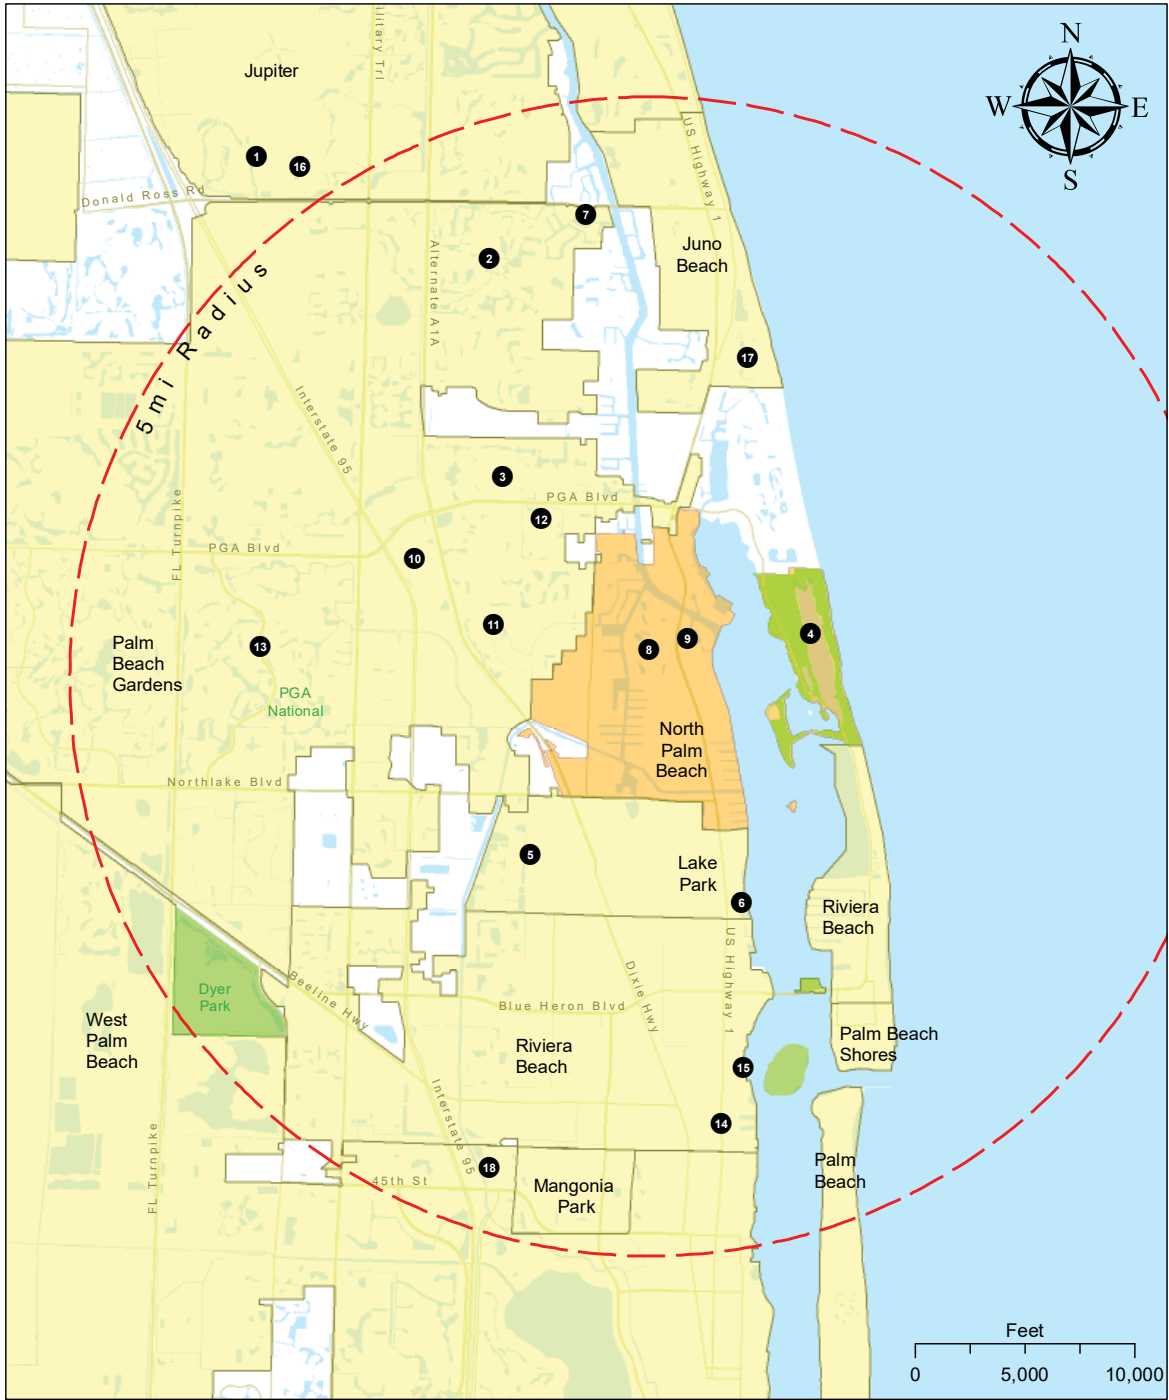 N
W E
S
ilitary Trl
Jupiter
1
16
Donald Ross Rd
US Highway 1
7
2
Juno
Beach
Alternate A1A
5 mi Radius
17
Interstate 95
3
PGA Blvd
12
FL Turnpike
PGA Blvd
10
11
4
13
8
9
Palm
Beach
Gardens
PGA
National
North
Palm
Beach
Northlake Blvd
5
Lake
Park
6
Riviera
Beach
US Highway 1
Dixie Hwy
Dyer
Park
Beeline Hwy
Blue Heron Blvd
West
Palm
Beach
Riviera
Beach
Palm Beach
Shores
15
Interstate 95
14
FL Turnpike
18
45th St
Mangonia
Park
Palm
Beach
Feet
0 5,000 10,000